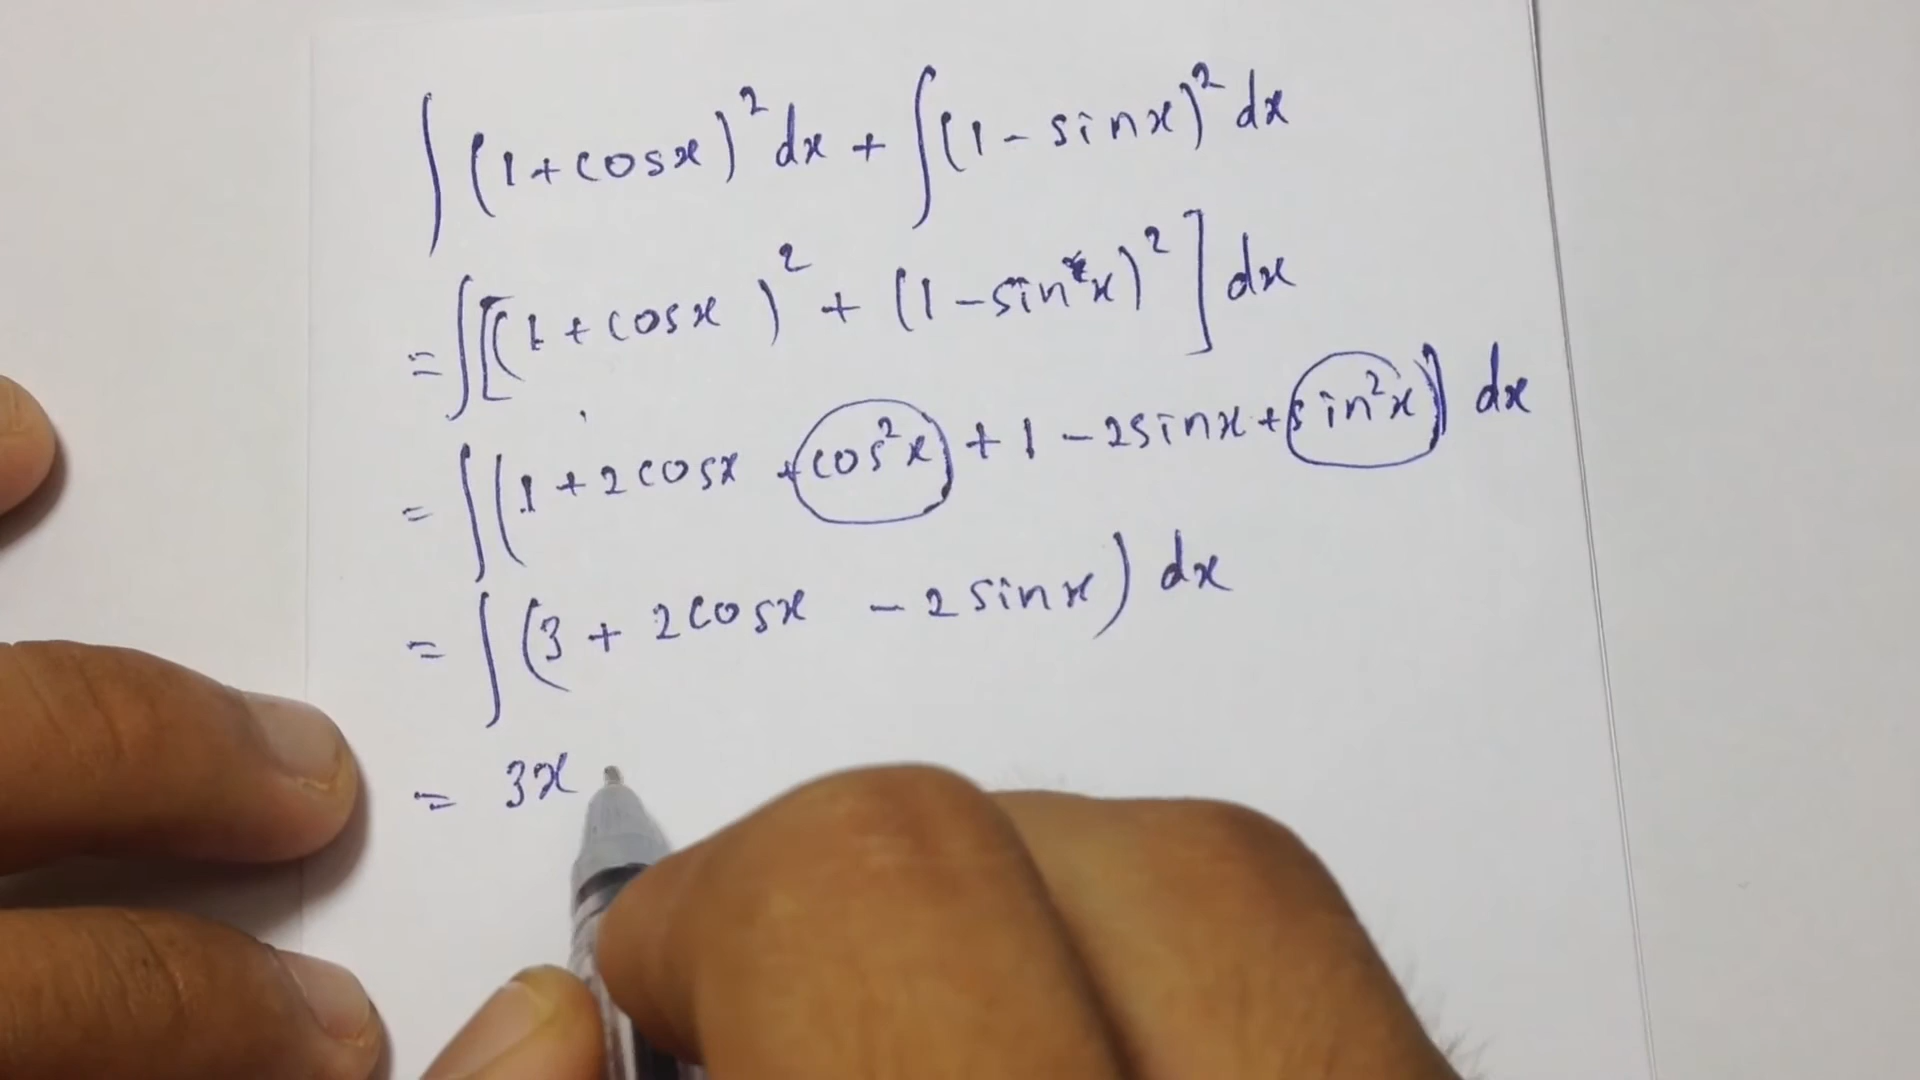 ∫(1+cosx)² dx + ∫(1-sinx)² dx
= ∫[(1+cosx)² + (1-sinx)²] dx
= ∫(1+2cosx+cos²x+1-2sinx+sin²x) dx
= ∫(3+2cosx-2sinx) dx
= 3x